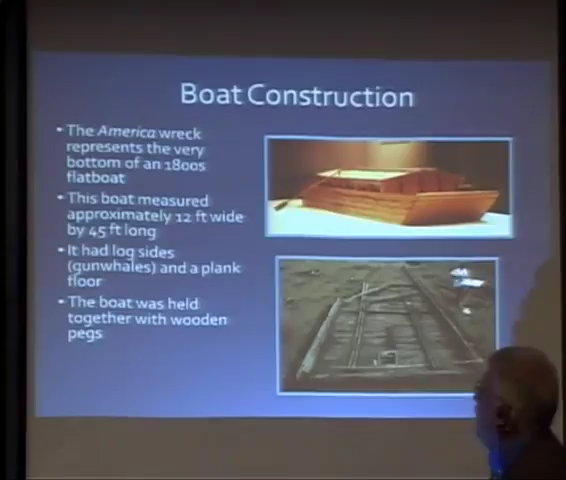 Boat Construction
• The America wreck
represents the very
bottom of an 1800s
flatboat
• This boat measured
approximately 12 ft wide
by 45 ft long
• It had log sides
(gunwhales) and a plank
floor
• The boat was held
together with wooden
pegs